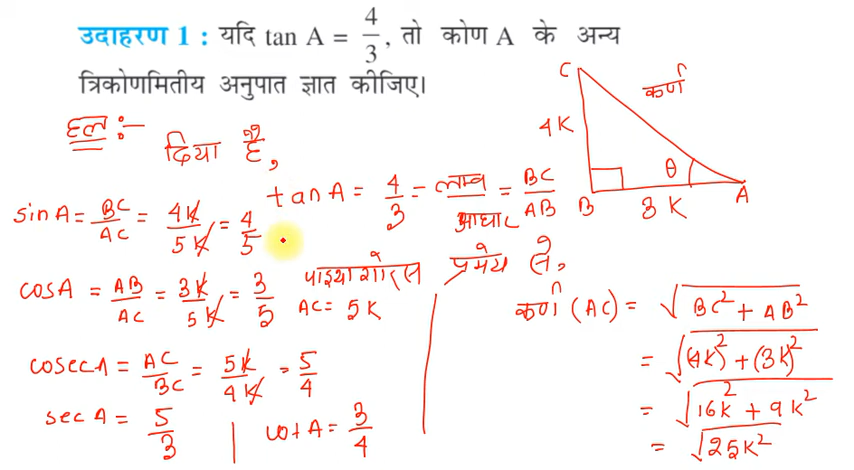 उदाहरण 1 : यदि tan A = 4/3, तो कोण A के अन्य
त्रिकोणमितीय अनुपात ज्ञात कीजिए।
हल :-
दिया है,
tan A = 4/3 = लाम्ब/आधार = BC/AB
C
कर्ण
4K
θ
B
3K
A
sin A = BC/AC = 4K/5K = 4/5
पाइथागोरस प्रमेय से,
cos A = AB/AC = 3K/5K = 3/5
AC = 5K
cosec A = AC/BC = 5K/4K = 5/4
sec A = 5/3 | cot A = 3/4
कर्ण (AC) = √BC² + AB²
= √(4K)² + (3K)²
= √16K² + 9K²
= √25K²